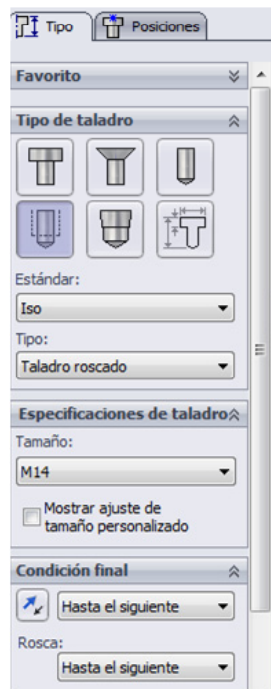 Tipo Posiciones
Favorito
Tipo de taladro
Estándar:
Iso
Tipo:
Taladro roscado
Especificaciones de taladro
Tamaño:
M14
Mostrar ajuste de
tamaño personalizado
Condición final
Hasta el siguiente
Rosca:
Hasta el siguiente